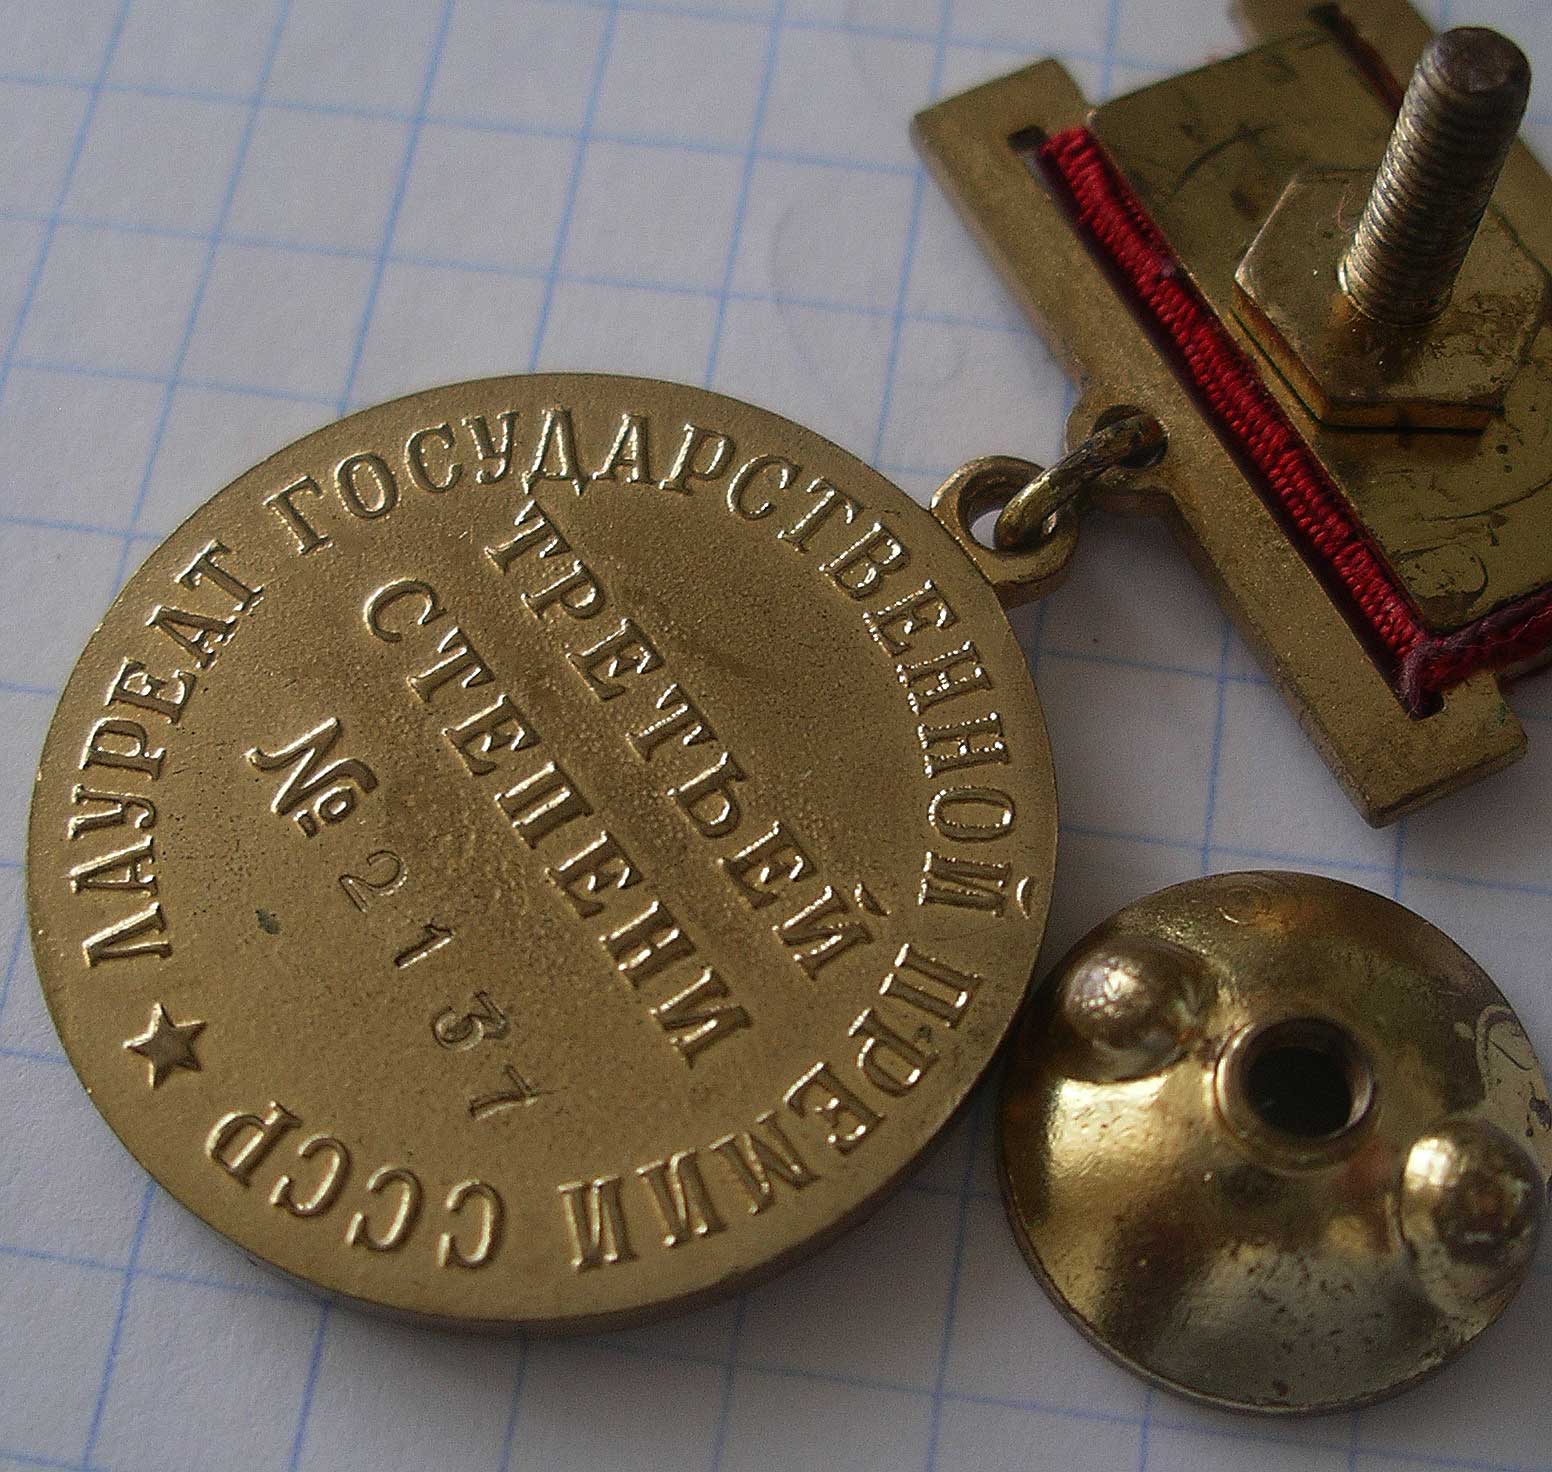 ЛАУРЕАТ ГОСУДАРСТВЕННОЙ ПРЕМИИ СССР
ТРЕТЬЕЙ
СТЕПЕНИ
№ 2137